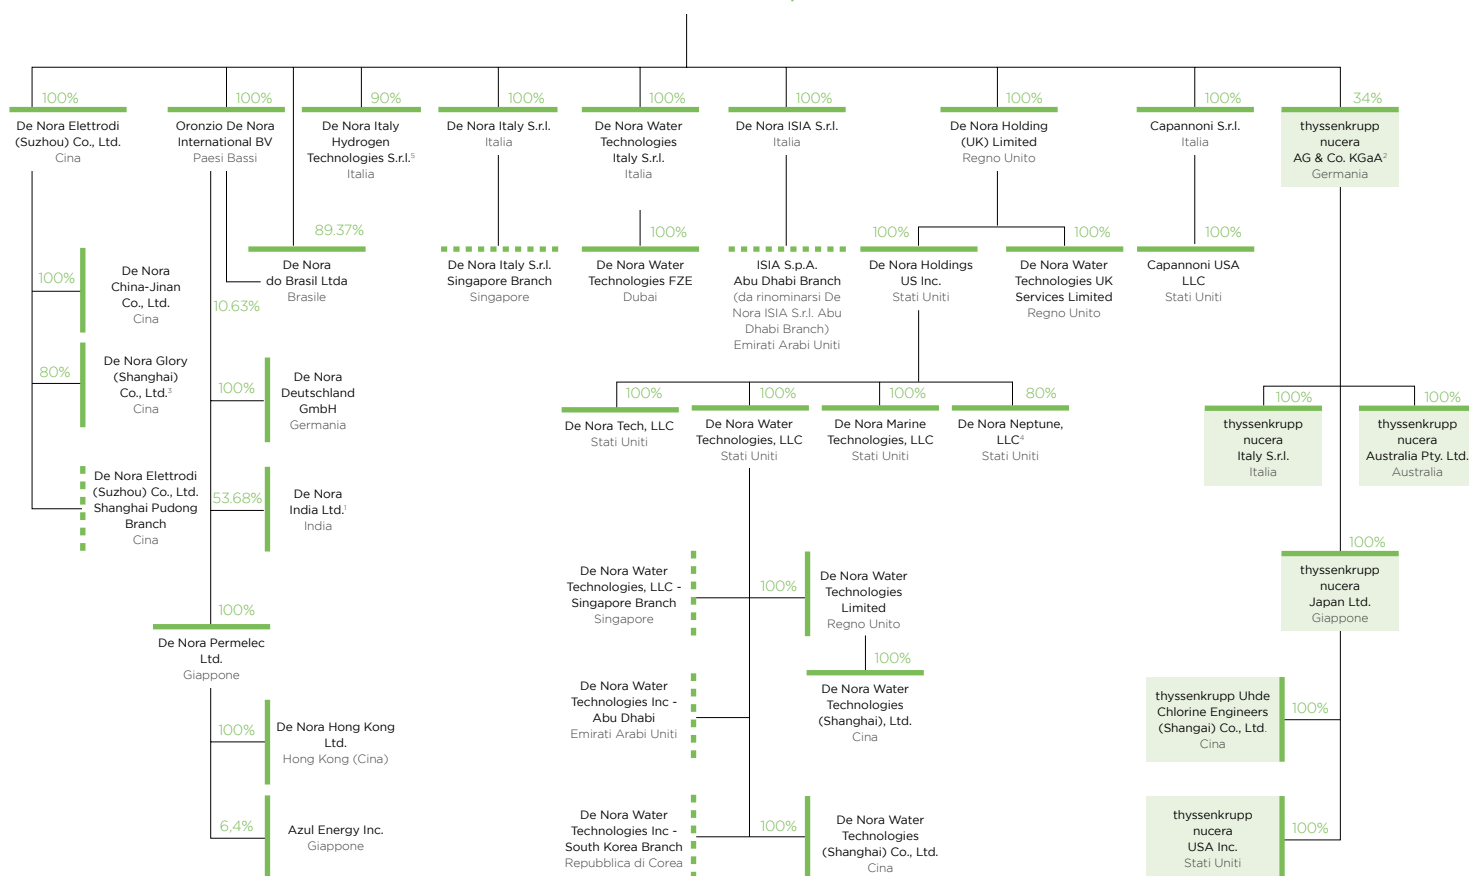 100%
De Nora Elettrodi
(Suzhou) Co., Ltd.
Cina
100%
Oronzio De Nora
International BV
Paesi Bassi
90%
De Nora Italy
Hydrogen
Technologies S.r.l.⁵
Italia
100%
De Nora Italy S.r.l.
Italia
100%
De Nora Water
Technologies
Italy S.r.l.
Italia
100%
De Nora ISIA S.r.l.
Italia
100%
De Nora Holding
(UK) Limited
Regno Unito
100%
Capannoni S.r.l.
Italia
34%
thyssenkrupp
nucera
AG & Co. KGaA²
Germania
89.37%
De Nora
do Brasil Ltda
Brasile
10.63%
De Nora Italy S.r.l.
Singapore Branch
Singapore
100%
De Nora Water
Technologies FZE
Dubai
ISIA S.p.A.
Abu Dhabi Branch
(da rinominarsi De
Nora ISIA S.r.l. Abu
Dhabi Branch)
Emirati Arabi Uniti
100%
De Nora Holdings
US Inc.
Stati Uniti
100%
De Nora Water
Technologies UK
Services Limited
Regno Unito
100%
Capannoni USA
LLC
Stati Uniti
100%
De Nora
China-Jinan
Co., Ltd.
Cina
80%
De Nora Glory
(Shanghai)
Co., Ltd.³
Cina
De Nora Elettrodi
(Suzhou) Co., Ltd.
Shanghai Pudong
Branch
Cina
100%
De Nora
Deutschland
GmbH
Germania
53.68%
De Nora
India Ltd.¹
India
100%
De Nora Permelec
Ltd.
Giappone
100%
De Nora Hong Kong
Ltd.
Hong Kong (Cina)
6,4%
Azul Energy Inc.
Giappone
100%
De Nora Tech, LLC
Stati Uniti
100%
De Nora Water
Technologies, LLC
Stati Uniti
100%
De Nora Marine
Technologies, LLC
Stati Uniti
80%
De Nora Neptune,
LLC⁴
Stati Uniti
De Nora Water
Technologies, LLC -
Singapore Branch
Singapore
100%
De Nora Water
Technologies
Limited
Regno Unito
100%
De Nora Water
Technologies
(Shanghai), Ltd.
Cina
De Nora Water
Technologies Inc -
Abu Dhabi
Emirati Arabi Uniti
De Nora Water
Technologies Inc -
South Korea Branch
Repubblica di Corea
100%
De Nora Water
Technologies
(Shanghai) Co., Ltd.
Cina
100%
thyssenkrupp
nucera
Italy S.r.l.
Italia
100%
thyssenkrupp
nucera
Australia Pty. Ltd.
Australia
100%
thyssenkrupp
nucera
Japan Ltd.
Giappone
thyssenkrupp Uhde
Chlorine Engineers
(Shangai) Co., Ltd.
Cina
100%
thyssenkrupp
nucera
USA Inc.
Stati Uniti
100%